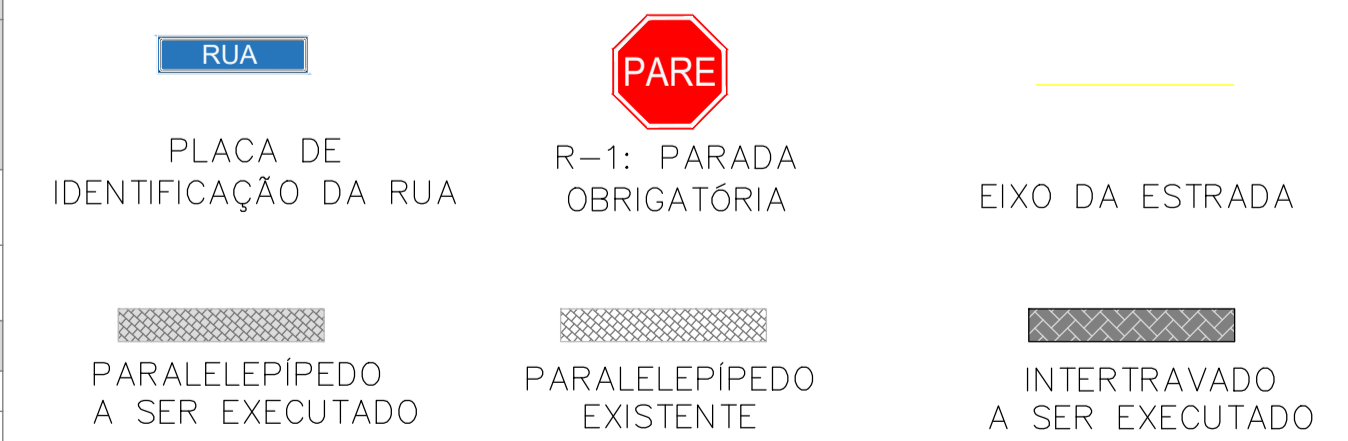 RUA
PLACA DE
IDENTIFICAÇÃO DA RUA
PARE
R-1: PARADA
OBRIGATÓRIA
EIXO DA ESTRADA
PARALELEPÍPEDO
A SER EXECUTADO
PARALELEPÍPEDO
EXISTENTE
INTERTRAVADO
A SER EXECUTADO